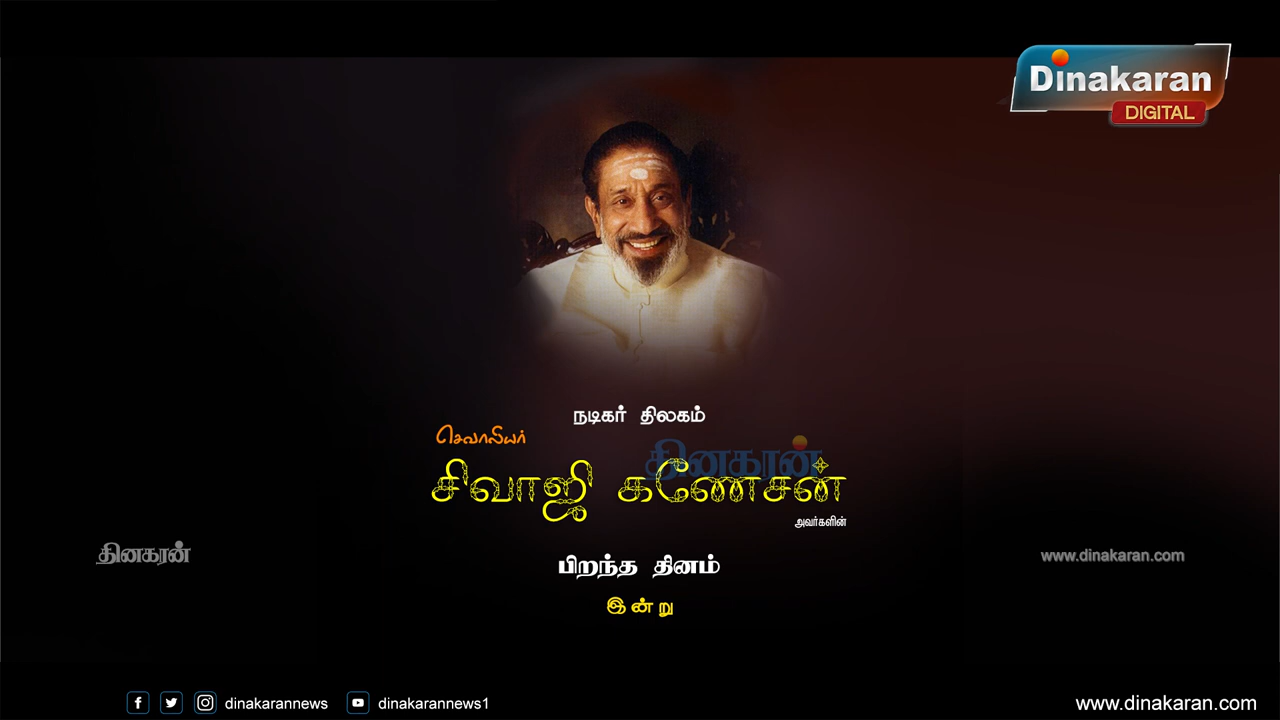 Dinakaran
DIGITAL
நடிகர் திலகம்
செவாலியர்
தினகரன்
சிவாஜி கணேசன்
அவர்களின்
தினகரன்
www.dinakaran.com
பிறந்த தினம்
இன்று
dinakarannews
dinakarannews1
www.dinakaran.com